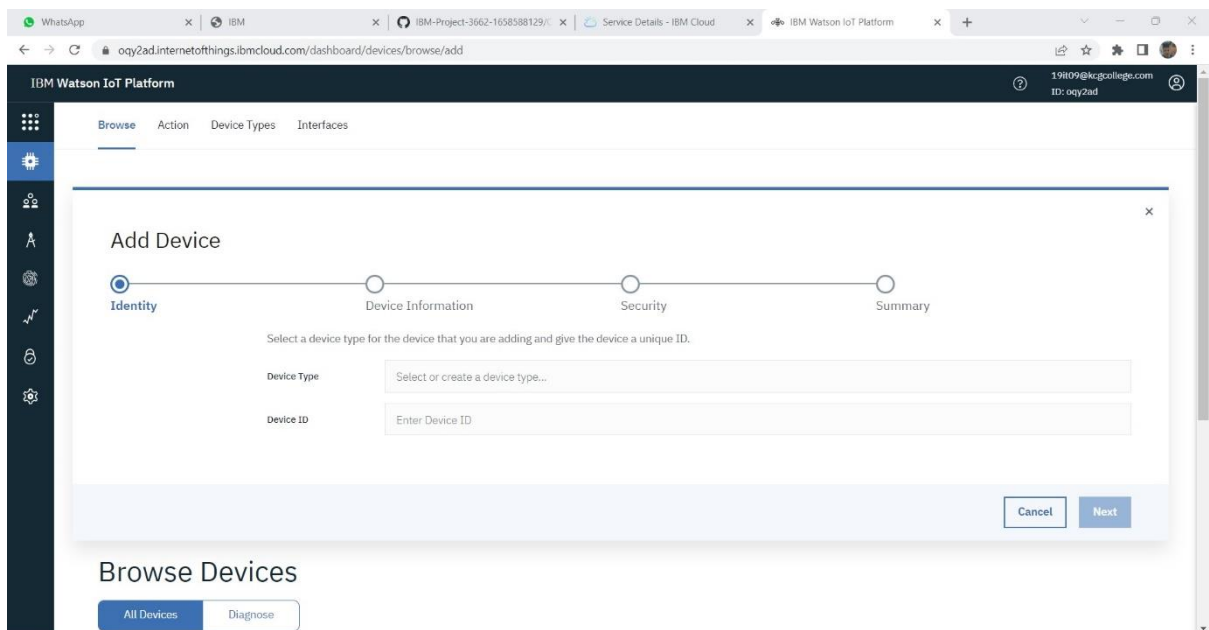 WhatsApp
IBM
IBM-Project-3662-1658588129/
Service Details - IBM Cloud
IBM Watson IoT Platform
oqy2ad.internetofthings.ibmcloud.com/dashboard/devices/browse/add
IBM Watson IoT Platform
19it09@kcgcollege.com
ID: oqy2ad
Browse Action Device Types Interfaces
Add Device
Identity Device Information Security Summary
Select a device type for the device that you are adding and give the device a unique ID.
Device Type Select or create a device type...
Device ID Enter Device ID
Cancel Next
Browse Devices
All Devices Diagnose